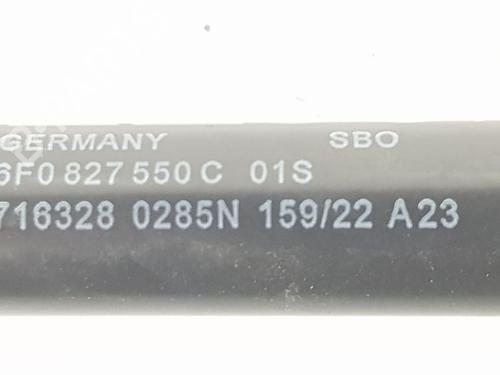 GERMANY SBO
6F0 827 550 C 01S
716328 0285N 159/22 A23